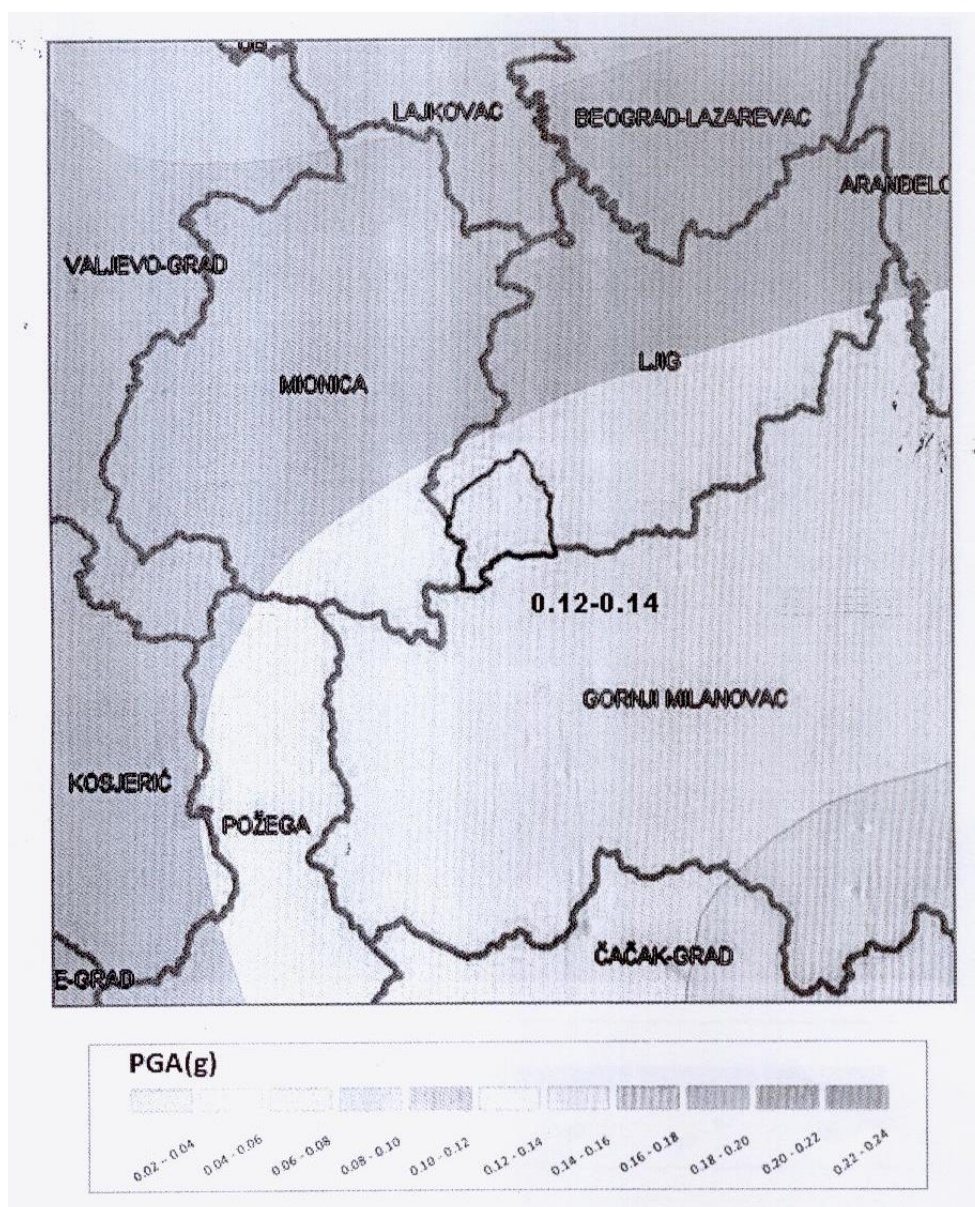 UB
LAJKOVAC
BEOGRAD-LAZAREVAC
ARANĐELO
VALJEVO-GRAD
LJIG
MIONICA
0.12-0.14
GORNJI MILANOVAC
KOSJERIĆ
POŽEGA
ČAČAK-GRAD
E-GRAD
PGA(g)
0.02 - 0.04
0.04 - 0.06
0.06 - 0.08
0.08 - 0.10
0.10 - 0.12
0.12 - 0.14
0.14 - 0.16
0.16 - 0.18
0.18 - 0.20
0.20 - 0.22
0.22 - 0.24